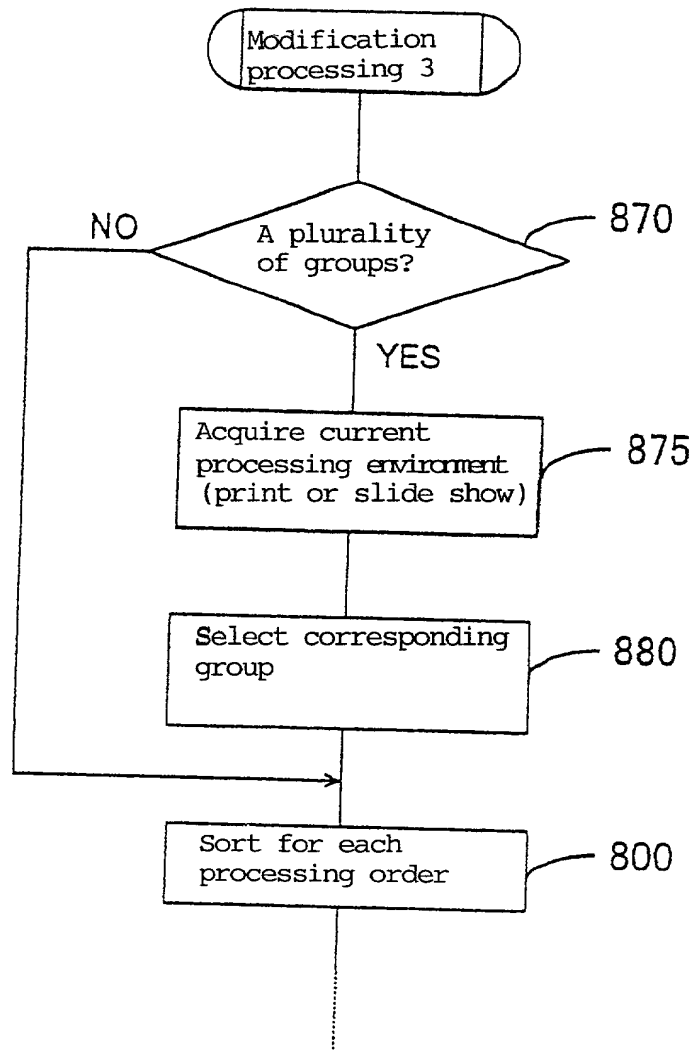 Modification
processing 3
870
NO
A plurality
of groups?
YES
Acquire current
processing environment
(print or slide show)
875
Select corresponding
group
880
Sort for each
processing order
800